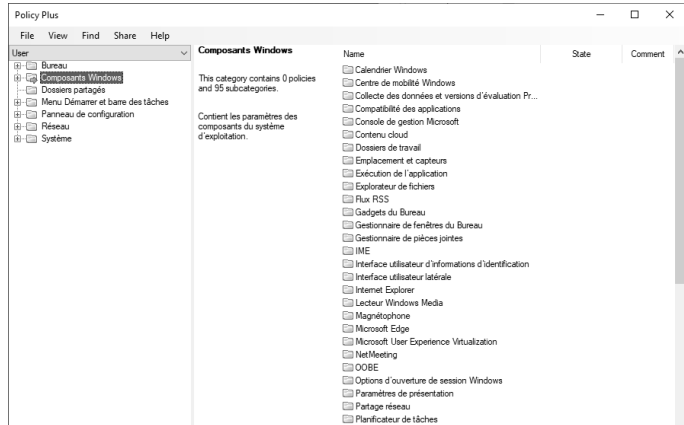 Policy Plus
File View Find Share Help
User
Bureau
Composants Windows
Dossiers partagés
Menu Démarrer et barre des tâches
Panneau de configuration
Réseau
Système
Composants Windows
This category contains 0 policies
and 95 subcategories.
Contient les paramètres des
composants du système
d'exploitation.
Name State Comment
Calendrier Windows
Centre de mobilité Windows
Collecte des données et versions d'évaluation Pr...
Compatibilité des applications
Console de gestion Microsoft
Contenu cloud
Dossiers de travail
Emplacement et capteurs
Exécution de l'application
Explorateur de fichiers
Flux RSS
Gadgets du Bureau
Gestionnaire de fenêtres du Bureau
Gestionnaire de pièces jointes
IME
Interface utilisateur d'informations d'identification
Interface utilisateur latérale
Internet Explorer
Lecteur Windows Media
Magnétophone
Microsoft Edge
Microsoft User Experience Virtualization
NetMeeting
OOBE
Options d'ouverture de session Windows
Paramètres de présentation
Partage réseau
Planificateur de tâches